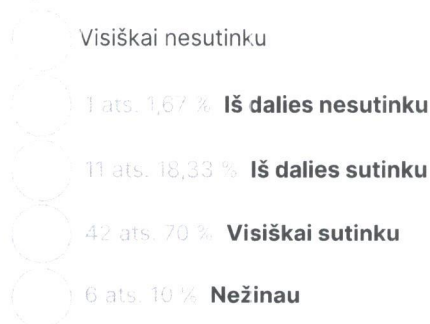 Visiškai nesutinku
1 ats. 1,67 % Iš dalies nesutinku
11 ats. 18,33 % Iš dalies sutinku
42 ats. 70 % Visiškai sutinku
6 ats. 10 % Nežinau